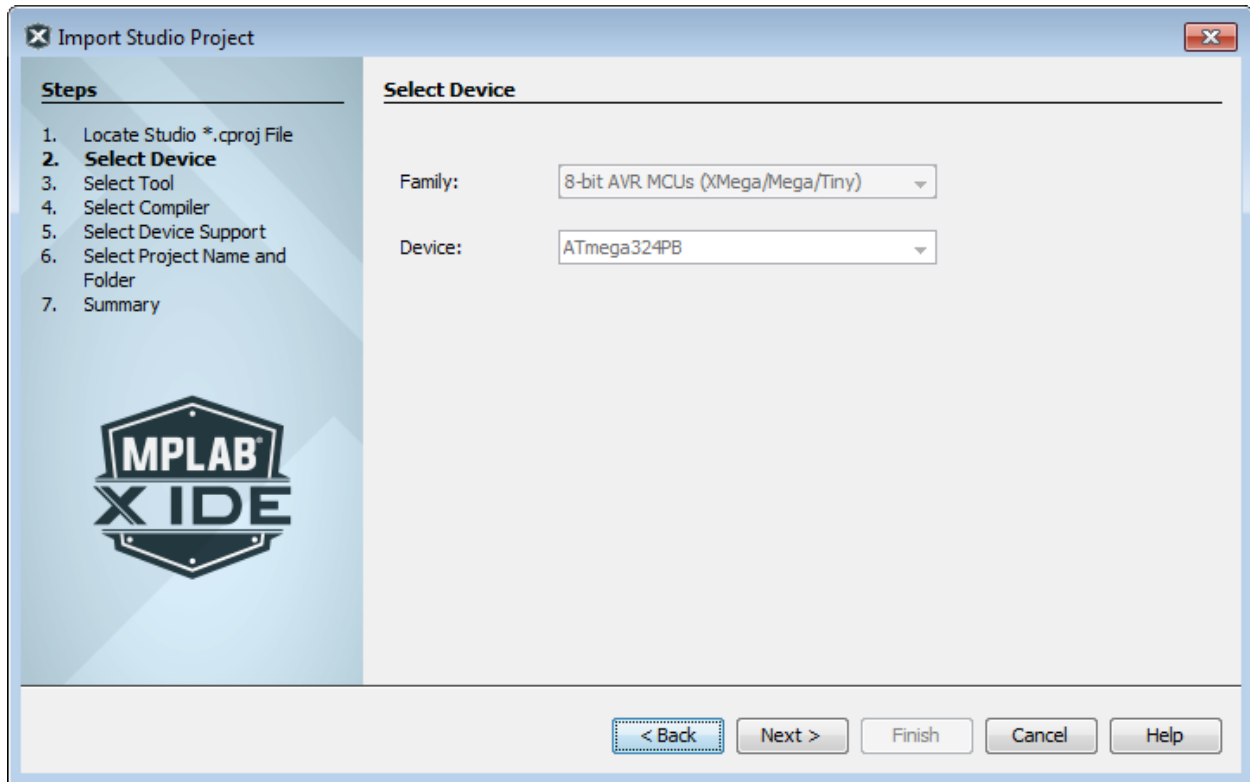 Import Studio Project
Steps
1. Locate Studio *.cproj File
2. Select Device
3. Select Tool
4. Select Compiler
5. Select Device Support
6. Select Project Name and
Folder
7. Summary
MPLAB®
X IDE
Select Device
Family: 8-bit AVR MCUs (XMega/Mega/Tiny)
Device: ATmega324PB
< Back Next > Finish Cancel Help